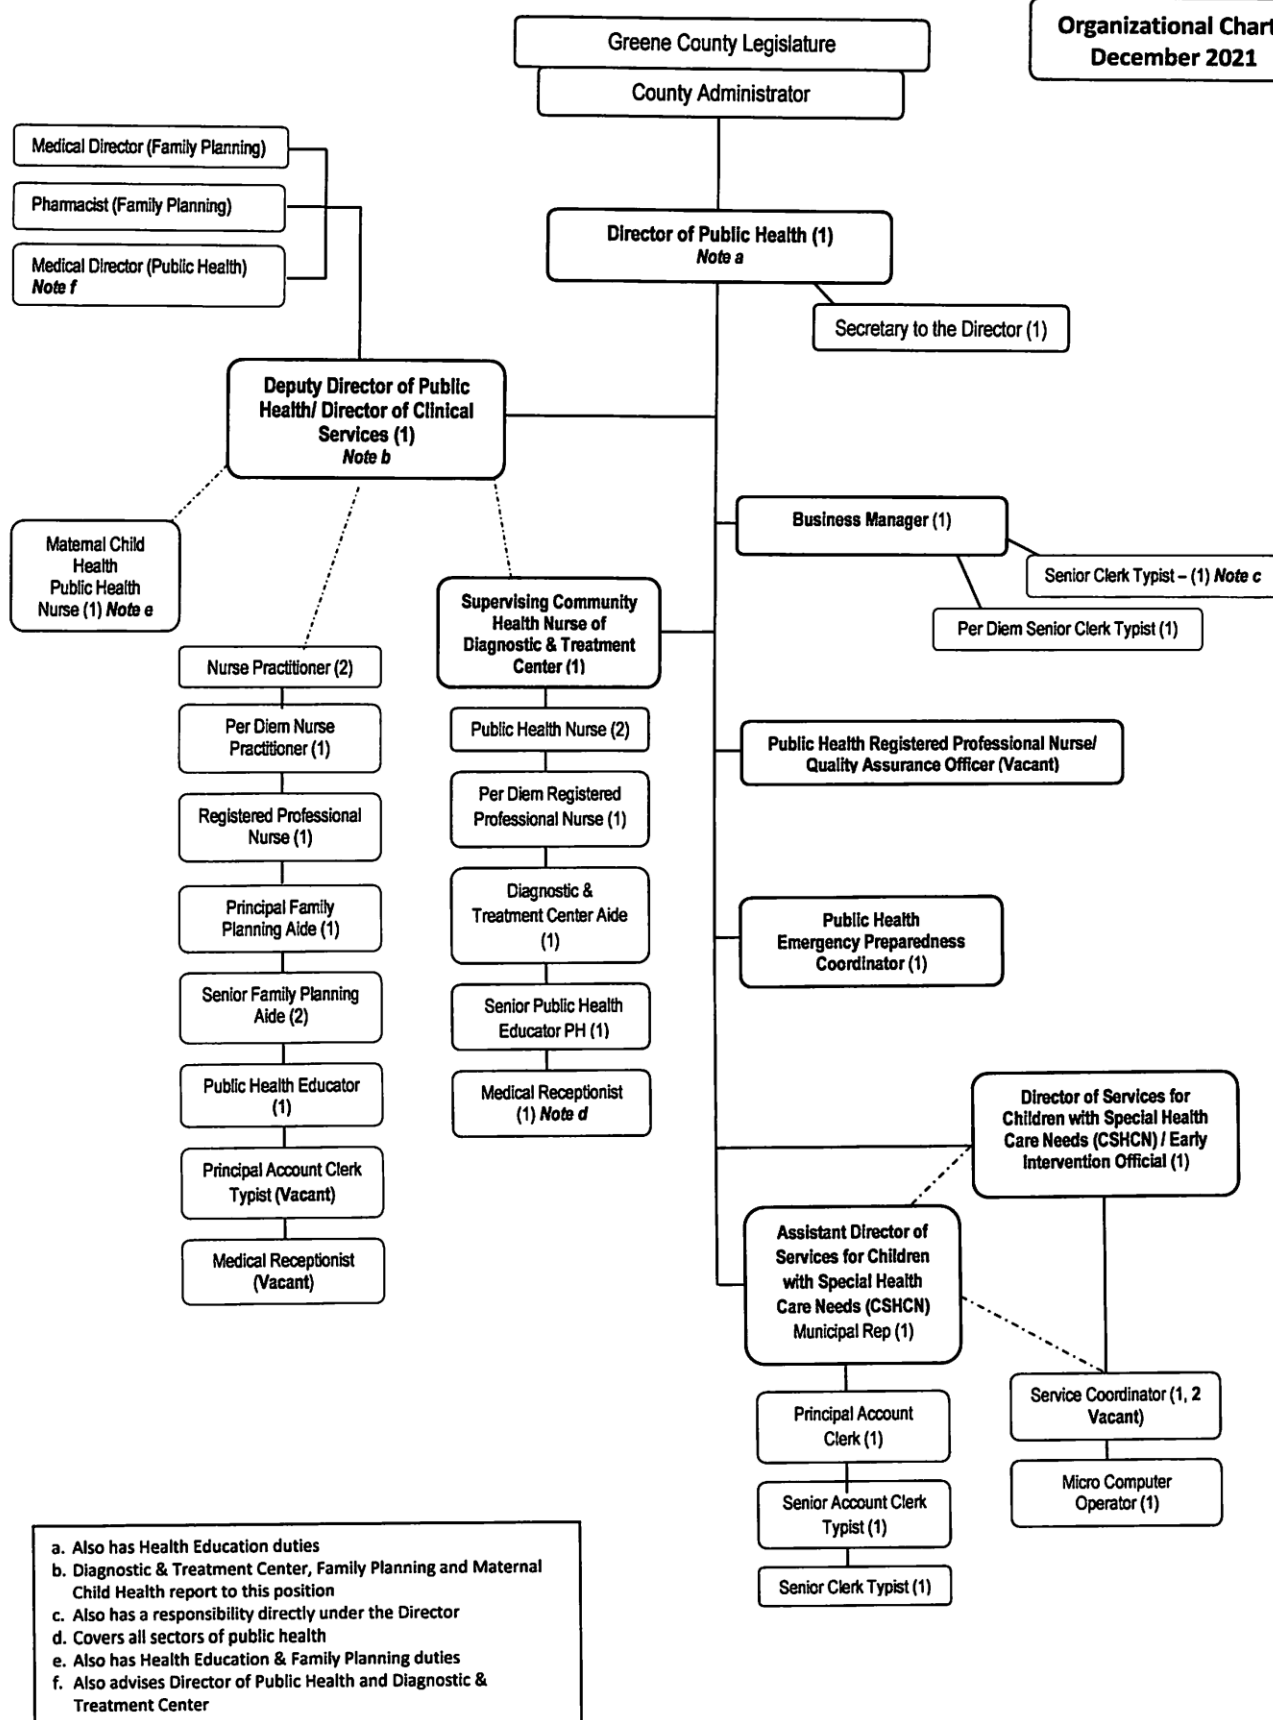 Organizational Chart
December 2021
Greene County Legislature
County Administrator
Medical Director (Family Planning)
Pharmacist (Family Planning)
Medical Director (Public Health)
Note f
Director of Public Health (1)
Note a
Secretary to the Director (1)
Deputy Director of Public
Health/ Director of Clinical
Services (1)
Note b
Maternal Child
Health
Public Health
Nurse (1) Note e
Business Manager (1)
Senior Clerk Typist – (1) Note c
Per Diem Senior Clerk Typist (1)
Supervising Community
Health Nurse of
Diagnostic & Treatment
Center (1)
Nurse Practitioner (2)
Per Diem Nurse
Practitioner (1)
Registered Professional
Nurse (1)
Principal Family
Planning Aide (1)
Senior Family Planning
Aide (2)
Public Health Educator
(1)
Principal Account Clerk
Typist (Vacant)
Medical Receptionist
(Vacant)
Public Health Nurse (2)
Per Diem Registered
Professional Nurse (1)
Diagnostic &
Treatment Center Aide
(1)
Senior Public Health
Educator PH (1)
Medical Receptionist
(1) Note d
Public Health Registered Professional Nurse/
Quality Assurance Officer (Vacant)
Public Health
Emergency Preparedness
Coordinator (1)
Director of Services for
Children with Special Health
Care Needs (CSHCN) / Early
Intervention Official (1)
Assistant Director of
Services for Children
with Special Health
Care Needs (CSHCN)
Municipal Rep (1)
Principal Account
Clerk (1)
Senior Account Clerk
Typist (1)
Senior Clerk Typist (1)
Service Coordinator (1, 2
Vacant)
Micro Computer
Operator (1)
a. Also has Health Education duties
b. Diagnostic & Treatment Center, Family Planning and Maternal
Child Health report to this position
c. Also has a responsibility directly under the Director
d. Covers all sectors of public health
e. Also has Health Education & Family Planning duties
f. Also advises Director of Public Health and Diagnostic &
Treatment Center